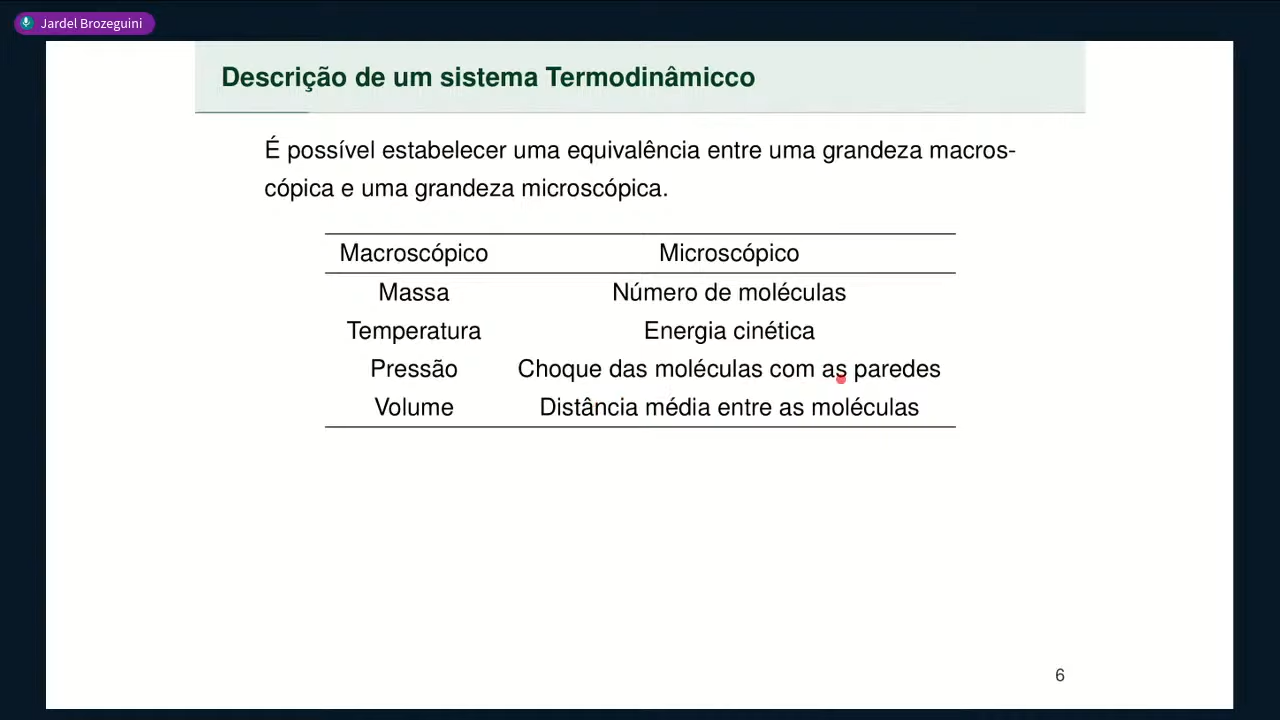 Jardel Brozeguini
Descrição de um sistema Termodinâmicco
É possível estabelecer uma equivalência entre uma grandeza macros-
cópica e uma grandeza microscópica.
Macroscópico Microscópico
Massa Número de moléculas
Temperatura Energia cinética
Pressão Choque das moléculas com as paredes
Volume Distância média entre as moléculas
6